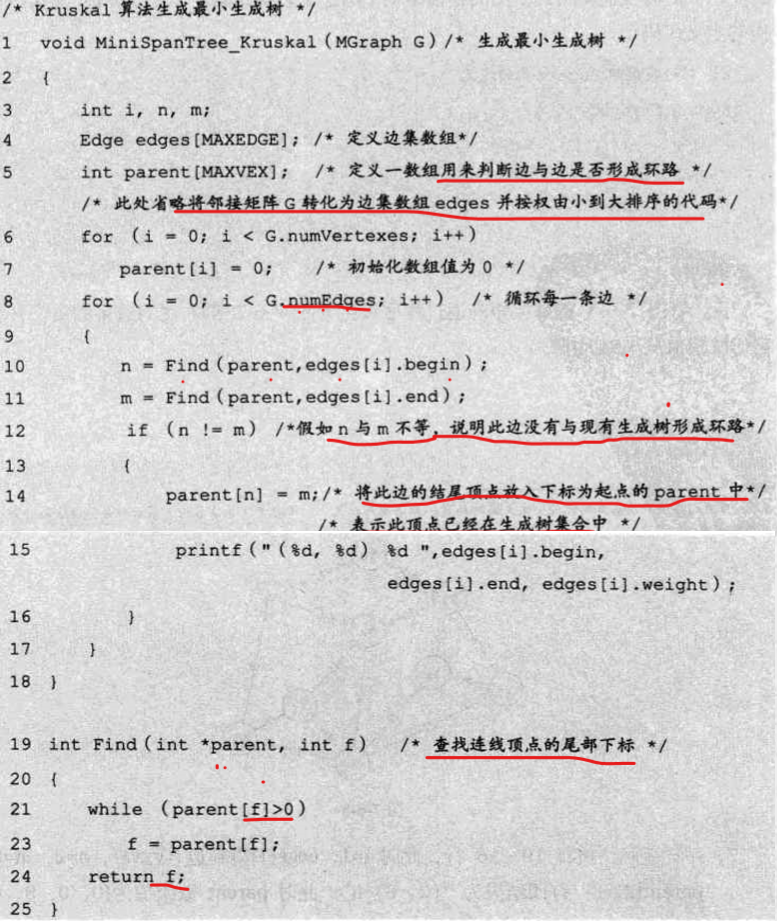 /* Kruskal 算法生成最小生成树 */
1 void MiniSpanTree_Kruskal(MGraph G)/* 生成最小生成树 */
2 {
3 int i, n, m;
4 Edge edges[MAXEDGE]; /* 定义边集数组*/
5 int parent[MAXVEX]; /* 定义一数组用来判断边与边是否形成环路 */
/* 此处省略将邻接矩阵 G 转化为边集数组 edges 并按权由小到大排序的代码*/
6 for (i = 0; i < G.numVertexes; i++)
7 parent[i] = 0; /* 初始化数组值为 0 */
8 for (i = 0; i < G.numEdges; i++) /* 循环每一条边 */
9 {
10 n = Find(parent,edges[i].begin);
11 m = Find(parent,edges[i].end);
12 if (n != m) /*假如 n 与 m 不等，说明此边没有与现有生成树形成环路*/
13 {
14 parent[n] = m;/* 将此边的结尾顶点放入下标为起点的 parent 中*/
/* 表示此顶点已经在生成树集合中 */
15 printf("(%d, %d) %d ",edges[i].begin,
edges[i].end, edges[i].weight);
16 }
17 }
18 }
19 int Find(int *parent, int f) /* 查找连线顶点的尾部下标 */
20 {
21 while (parent[f]>0)
23 f = parent[f];
24 return f;
25 }